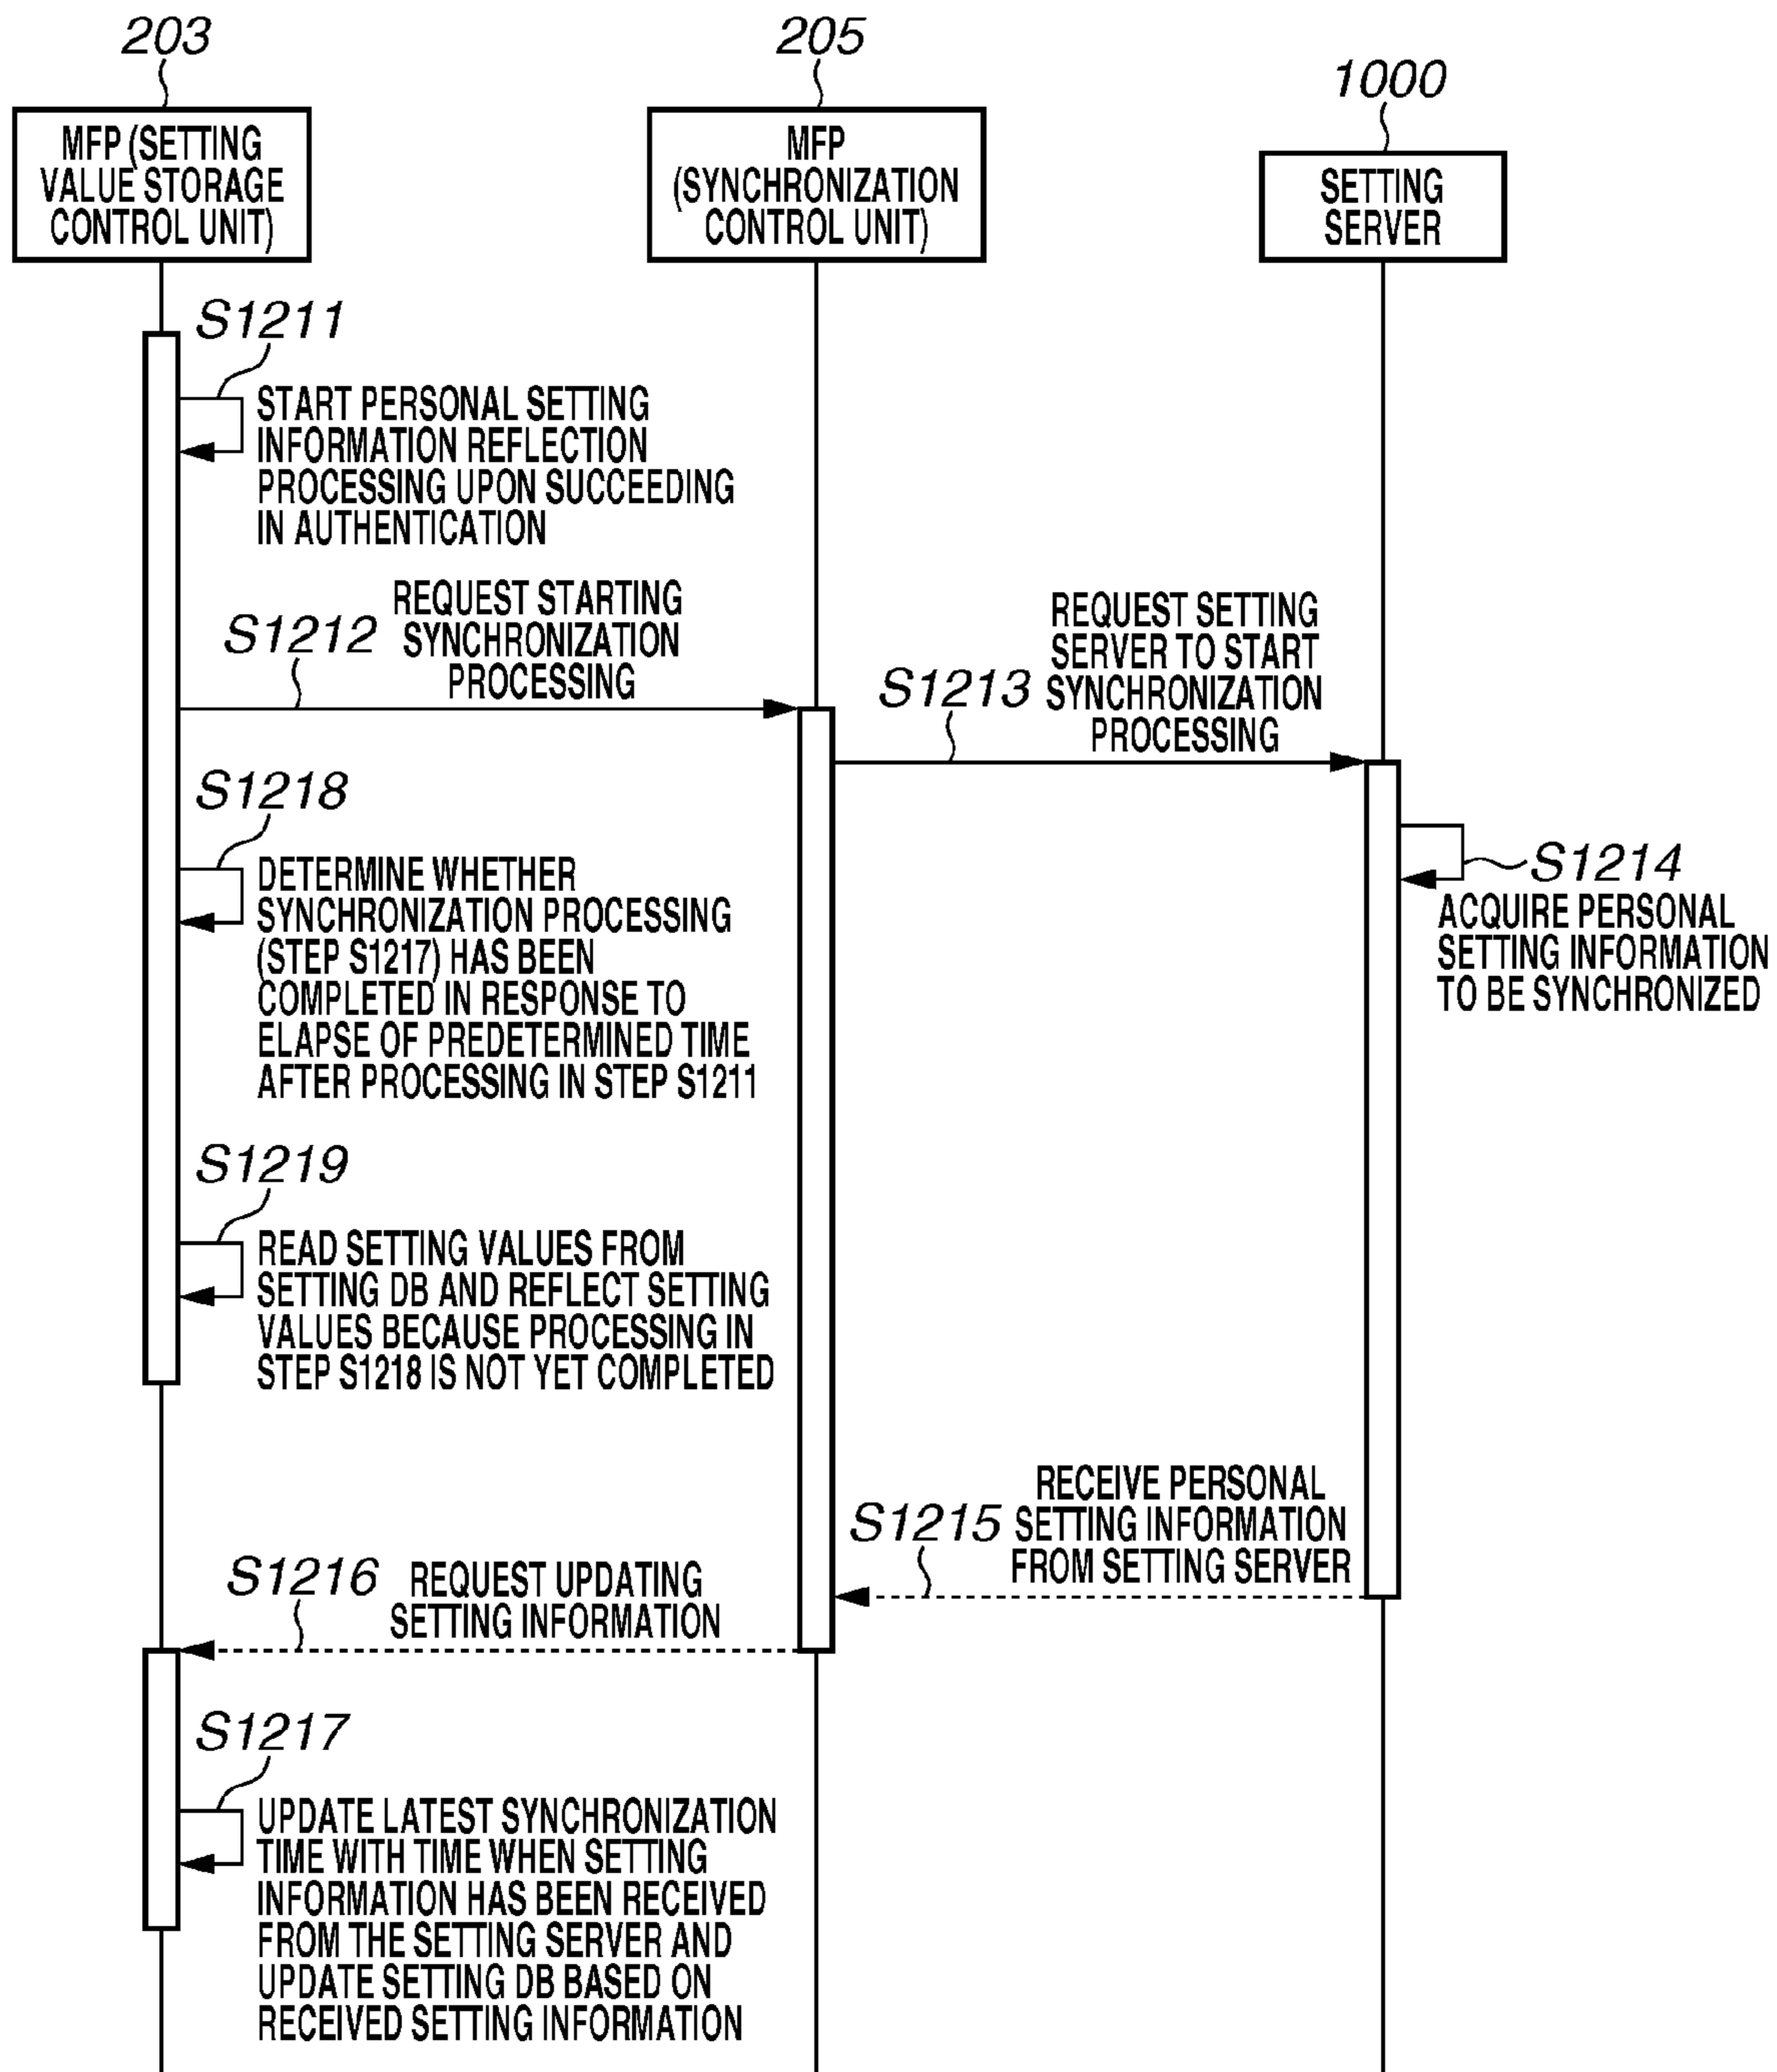 203
205
1000
MFP (SETTING
VALUE STORAGE
CONTROL UNIT)
MFP
(SYNCHRONIZATION
CONTROL UNIT)
SETTING
SERVER
S1211
START PERSONAL SETTING
INFORMATION REFLECTION
PROCESSING UPON SUCCEEDING
IN AUTHENTICATION
S1212
REQUEST STARTING
SYNCHRONIZATION
PROCESSING
S1213
REQUEST SETTING
SERVER TO START
SYNCHRONIZATION
PROCESSING
S1218
DETERMINE WHETHER
SYNCHRONIZATION PROCESSING
(STEP S1217) HAS BEEN
COMPLETED IN RESPONSE TO
ELAPSE OF PREDETERMINED TIME
AFTER PROCESSING IN STEP S1211
S1214
ACQUIRE PERSONAL
SETTING INFORMATION
TO BE SYNCHRONIZED
S1219
READ SETTING VALUES FROM
SETTING DB AND REFLECT SETTING
VALUES BECAUSE PROCESSING IN
STEP S1218 IS NOT YET COMPLETED
S1215
RECEIVE PERSONAL
SETTING INFORMATION
FROM SETTING SERVER
S1216
REQUEST UPDATING
SETTING INFORMATION
S1217
UPDATE LATEST SYNCHRONIZATION
TIME WITH TIME WHEN SETTING
INFORMATION HAS BEEN RECEIVED
FROM THE SETTING SERVER AND
UPDATE SETTING DB BASED ON
RECEIVED SETTING INFORMATION